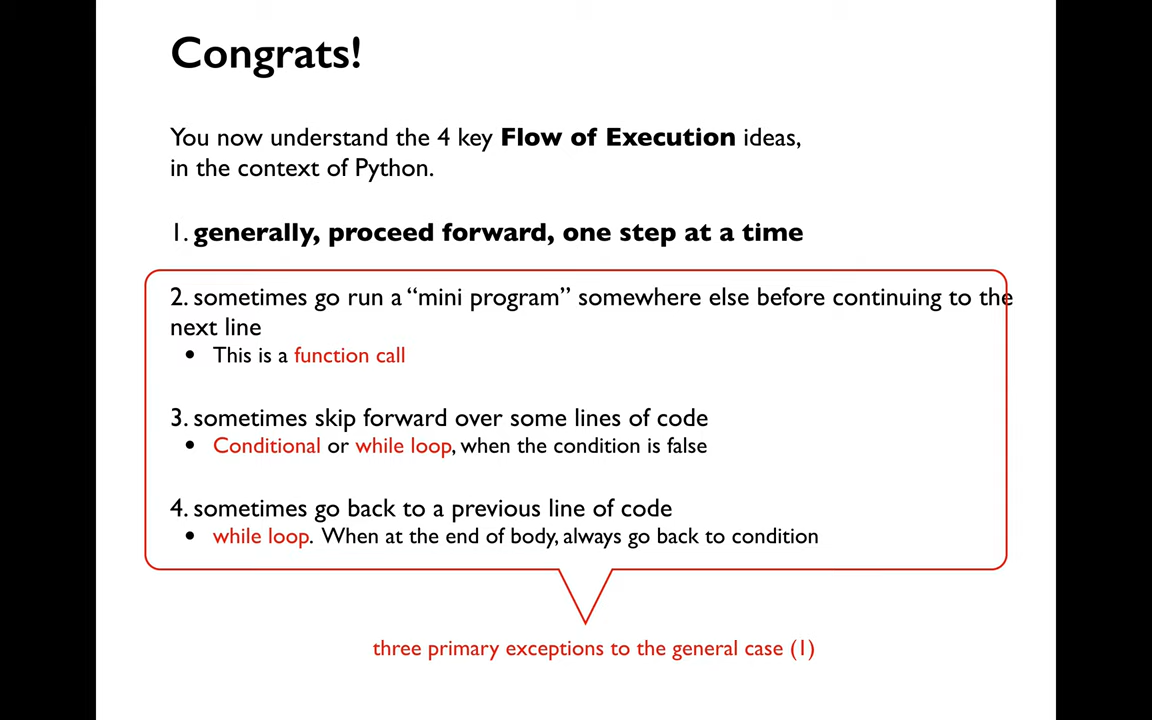 Congrats!
You now understand the 4 key Flow of Execution ideas,
in the context of Python.
1. generally, proceed forward, one step at a time
2. sometimes go run a “mini program” somewhere else before continuing to the
next line
• This is a function call
3. sometimes skip forward over some lines of code
• Conditional or while loop, when the condition is false
4. sometimes go back to a previous line of code
• while loop. When at the end of body, always go back to condition
three primary exceptions to the general case (1)